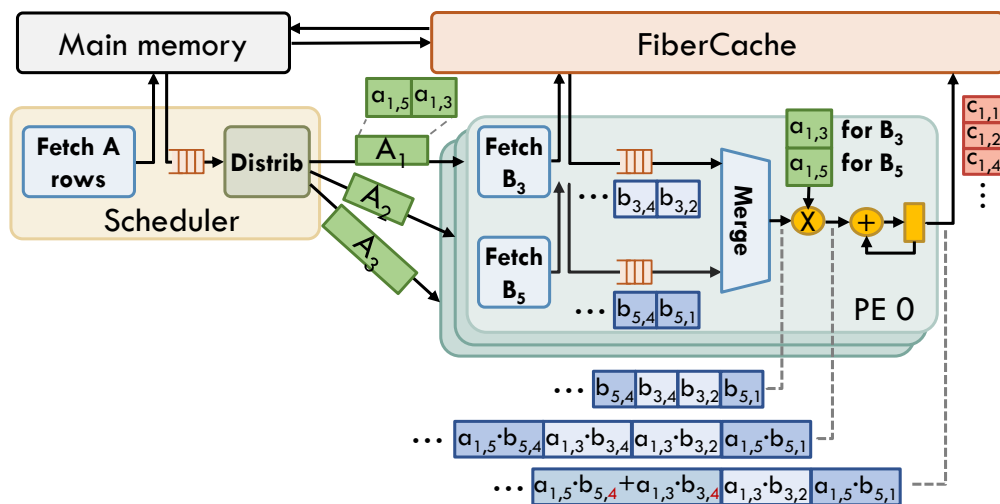 Main memory
FiberCache
a1,5 a1,3
Fetch A
rows
Distrib
Scheduler
A1
A2
A3
Fetch
B3
Fetch
B5
... b3,4 b3,2
... b5,4 b5,1
Merge
a1,3 for B3
a1,5 for B5
X
+
c1,1
c1,2
c1,4
...
PE 0
... b5,4 b3,4 b3,2 b5,1
... a1,5·b5,4 a1,3·b3,4 a1,3·b3,2 a1,5·b5,1
... a1,5·b5,4+a1,3·b3,4 a1,3·b3,2 a1,5·b5,1